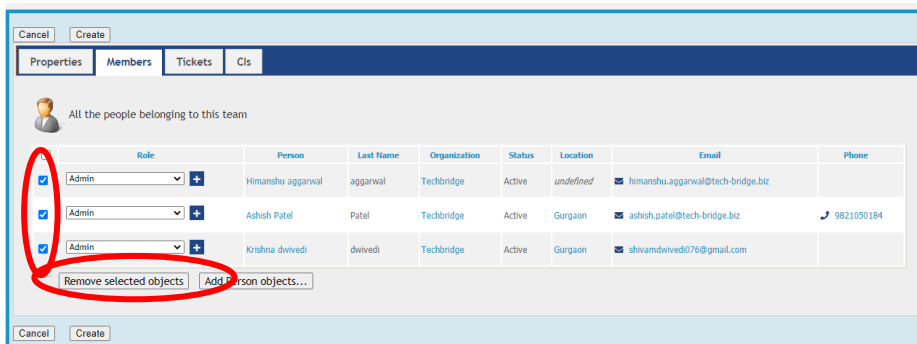 Cancel Create
Properties Members Tickets CIs
All the people belonging to this team
Role Person Last Name Organization Status Location Email Phone
Admin Himanshu aggarwal aggarwal Techbridge Active undefined himanshu.aggarwal@tech-bridge.biz
Admin Ashish Patel Patel Techbridge Active Gurgaon ashish.patel@tech-bridge.biz 9821050184
Admin Krishna dwivedi dwivedi Techbridge Active Gurgaon shivamdwivedi076@gmail.com
Remove selected objects Add Person objects...
Cancel Create